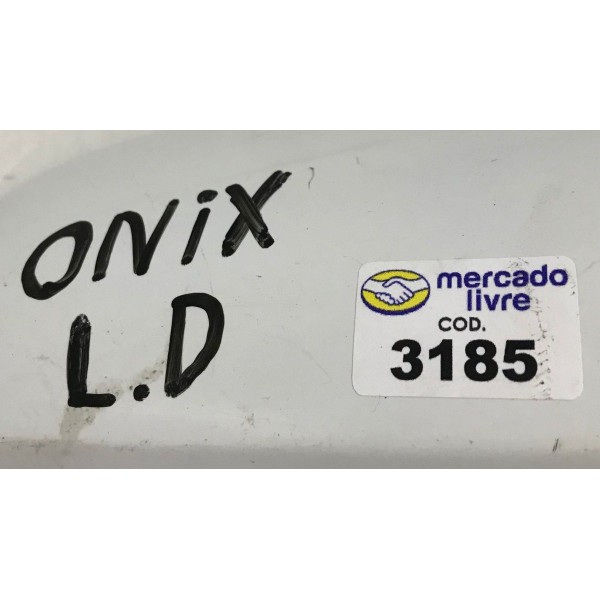 ONiX
L.D
mercado
livre
COD.
3185